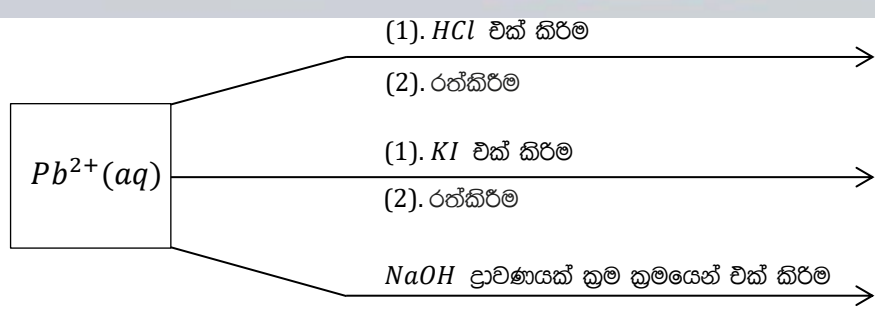 (1). HCl එක් කිරිම
(2). රත්කිරීම
Pb²⁺(aq)
(1). KI එක් කිරිම
(2). රත්කිරීම
NaOH ද්‍රාවණයක් ක්‍රම ක්‍රමයෙන් එක් කිරිම